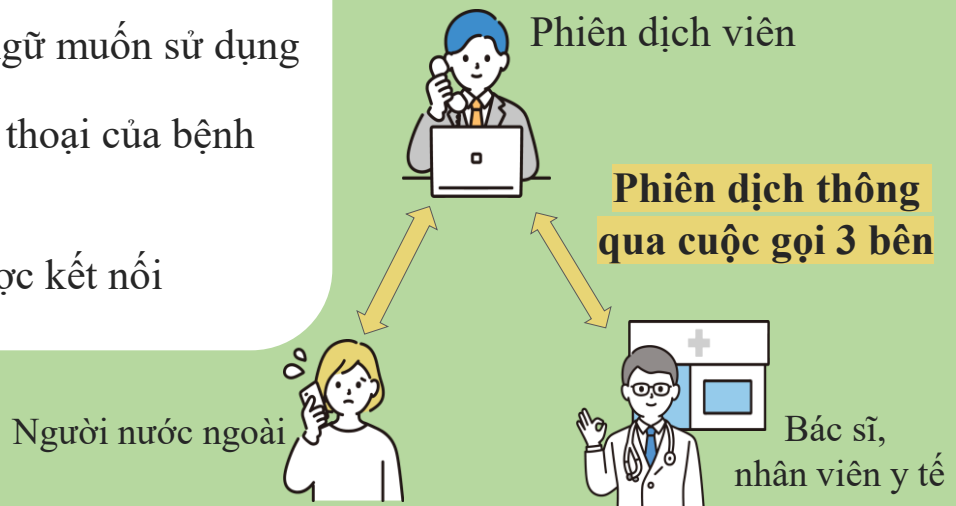 gữ muốn sử dụng
thoại của bệnh
ợc kết nối
Phiên dịch viên
Phiên dịch thông
qua cuộc gọi 3 bên
Người nước ngoài
Bác sĩ,
nhân viên y tế